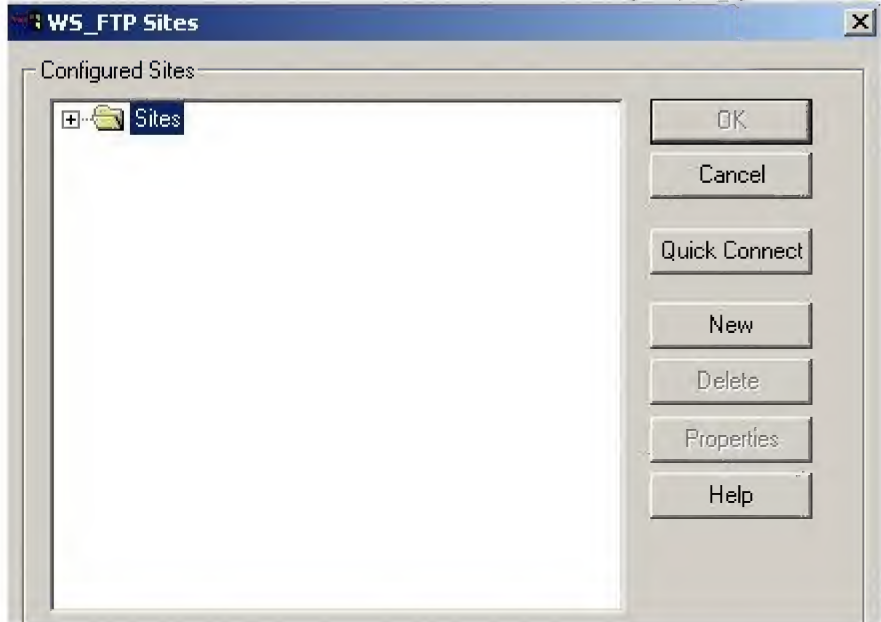 WS_FTP Sites
Configured Sites
Sites
OK
Cancel
Quick Connect
New
Delete
Properties
Help